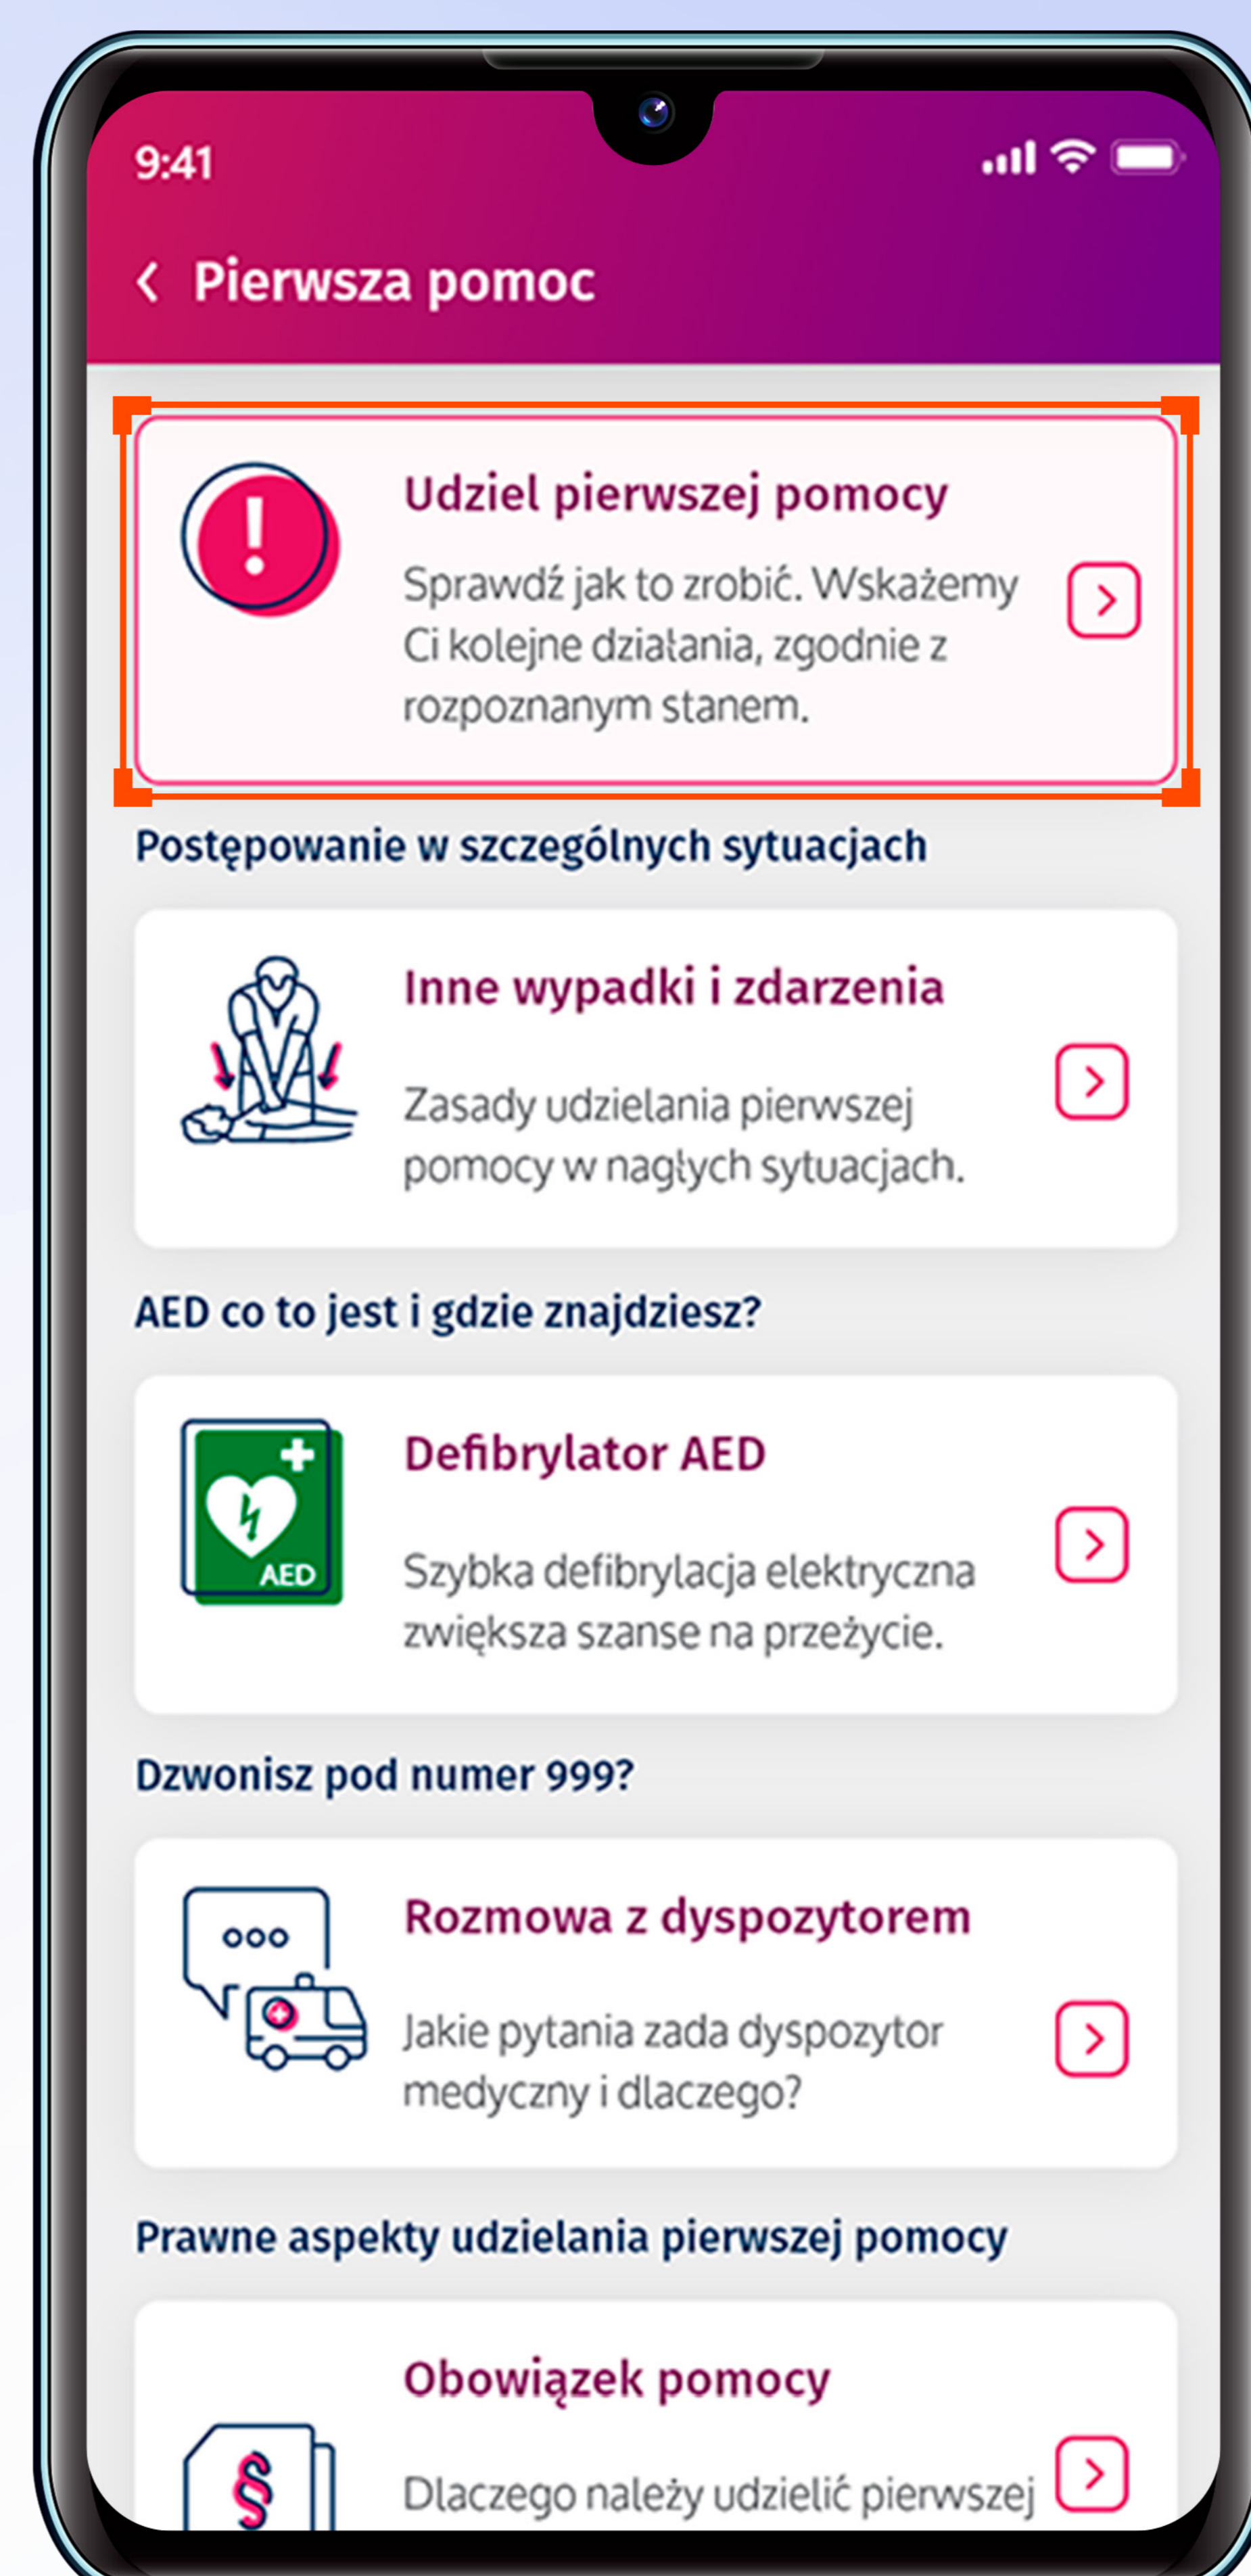 9:41
Pierwsza pomoc
Udziel pierwszej pomocy
Sprawdź jak to zrobić. Wskażemy
Ci kolejne działania, zgodnie z
rozpoznanym stanem.
Postępowanie w szczególnych sytuacjach
Inne wypadki i zdarzenia
Zasady udzielania pierwszej
pomocy w nagłych sytuacjach.
AED co to jest i gdzie znajdziesz?
AED
Defibrylator AED
Szybka defibrylacja elektryczna
zwiększa szanse na przeżycie.
Dzwonisz pod numer 999?
Rozmowa z dyspozytorem
Jakie pytania zada dyspozytor
medyczny i dlaczego?
Prawne aspekty udzielania pierwszej pomocy
Obowiązek pomocy
§
Dlaczego należy udzielić pierwszej